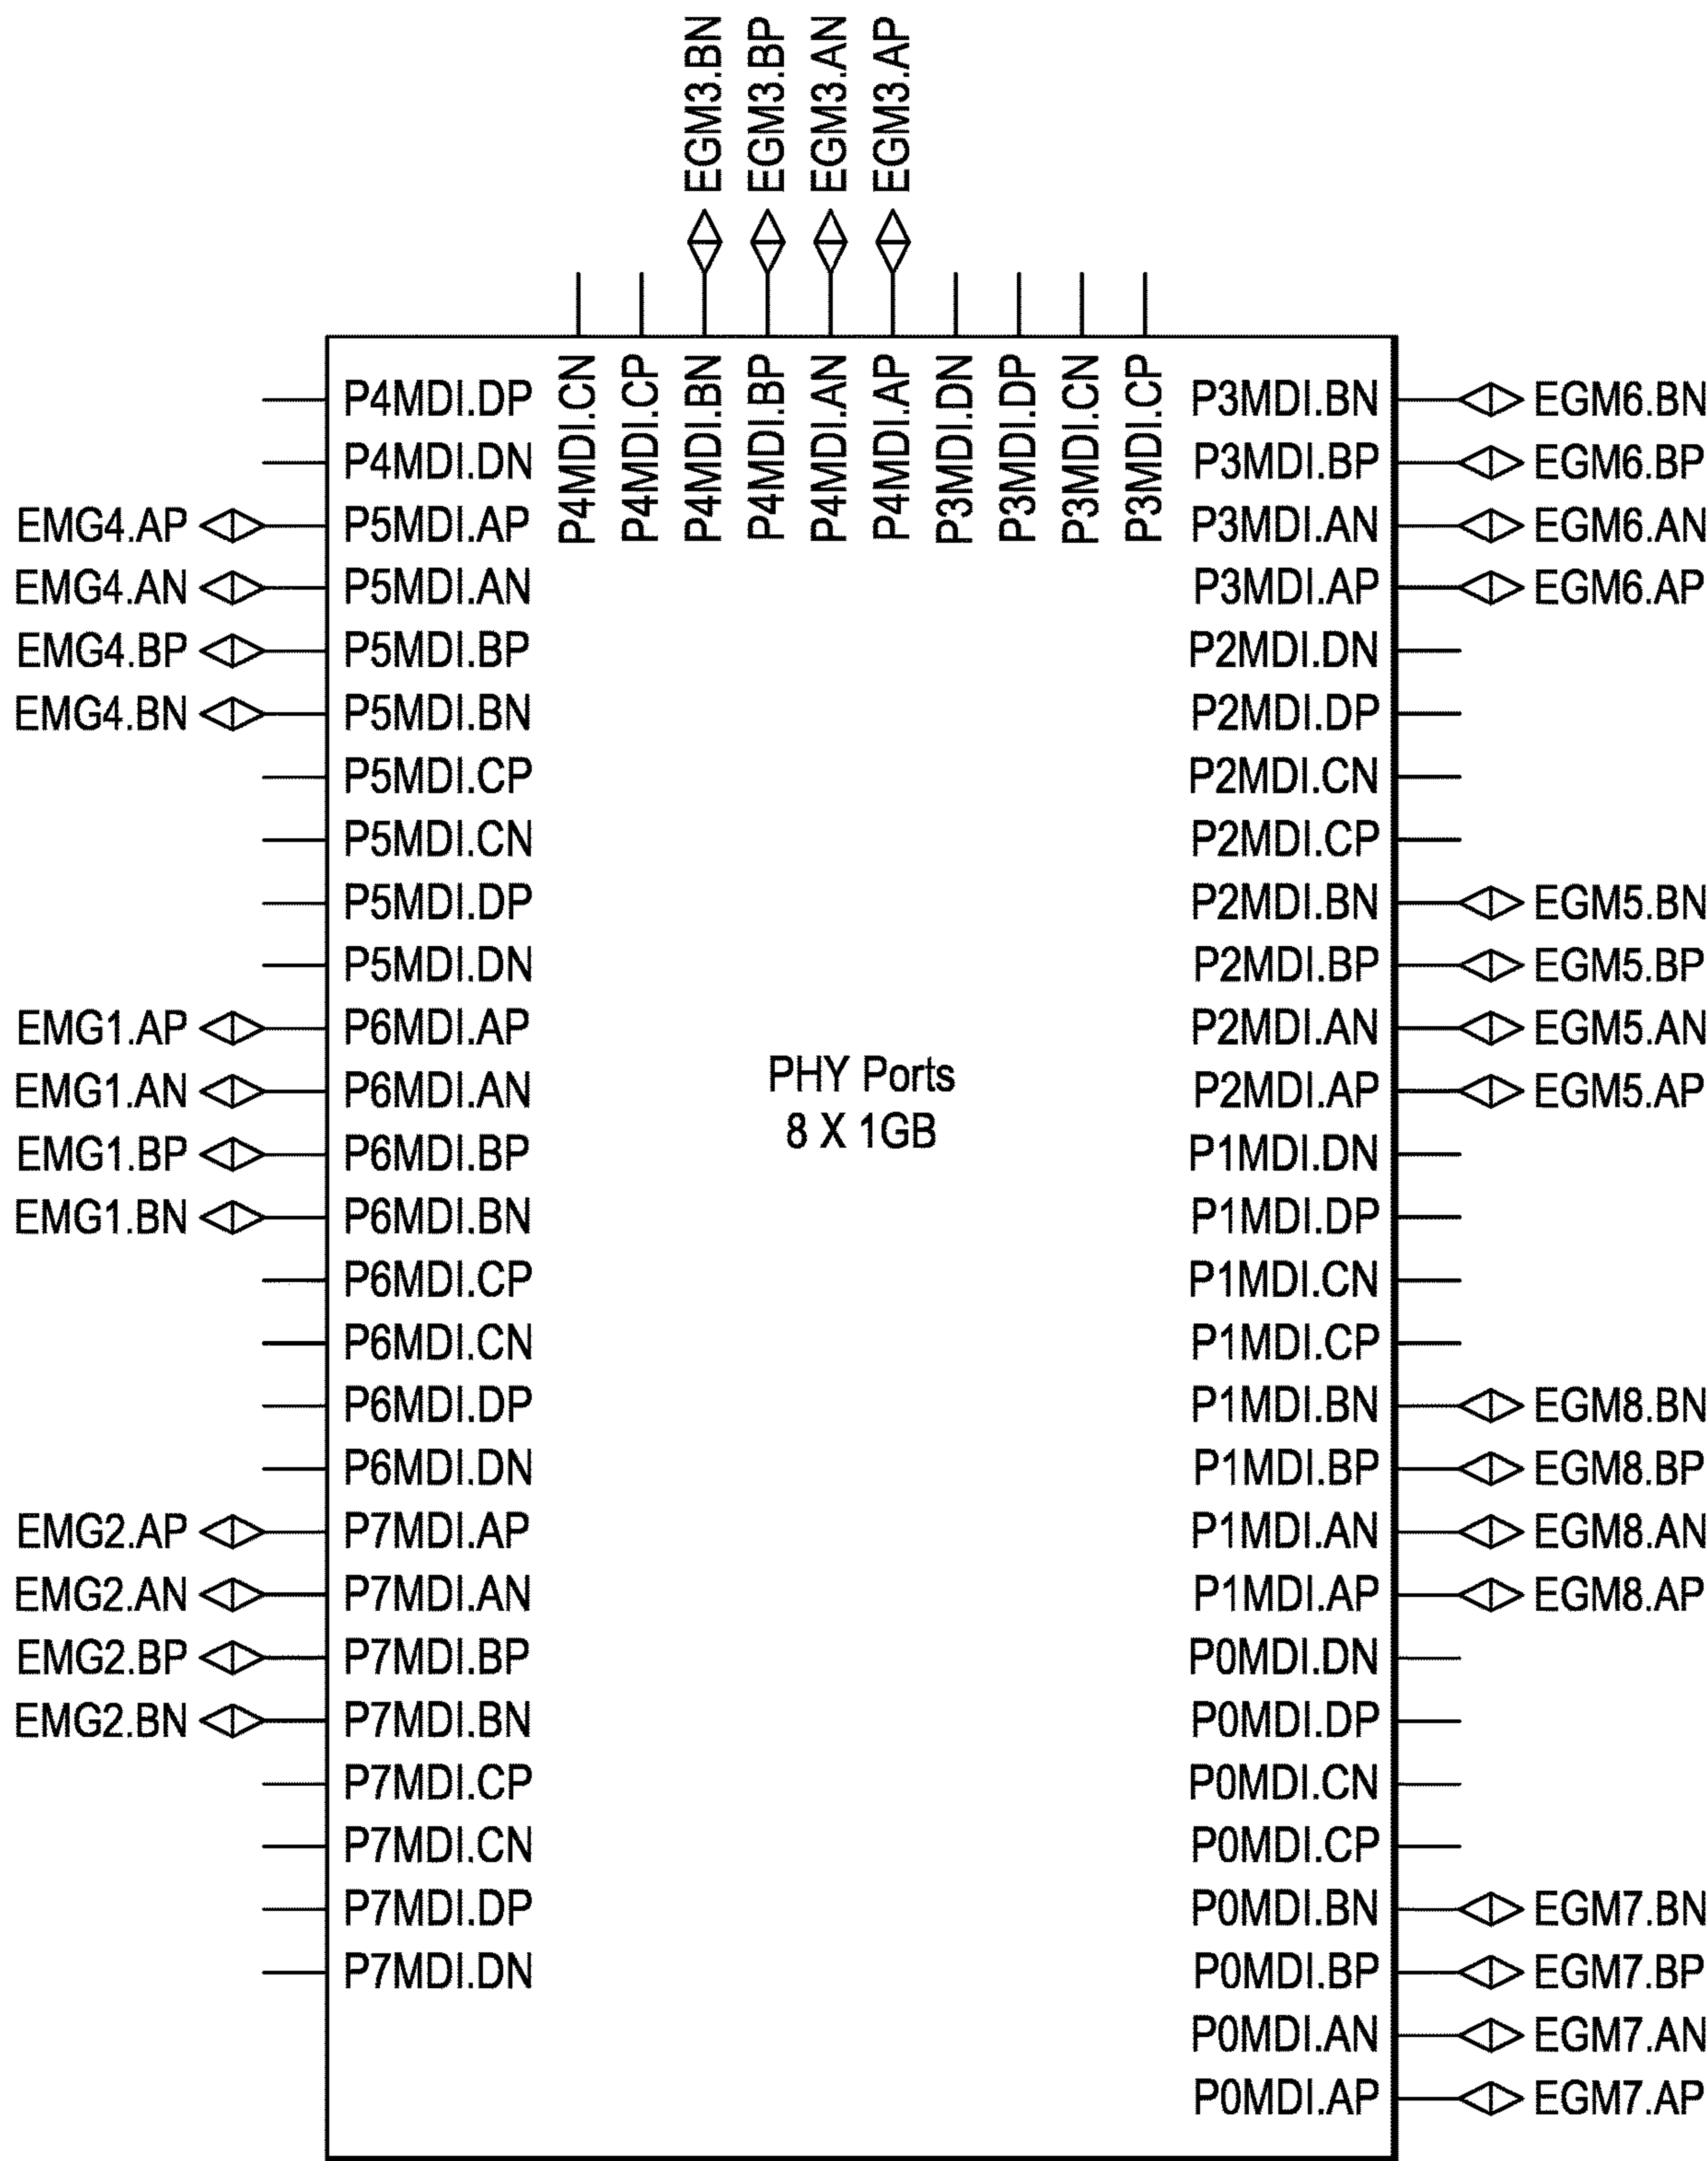 EGM3.BN
EGM3.BP
EGM3.AN
EGM3.AP
P4MDI.CN
P4MDI.CP
P4MDI.BN
P4MDI.BP
P4MDI.AN
P4MDI.AP
P3MDI.DN
P3MDI.DP
P3MDI.CN
P3MDI.CP
P4MDI.DP
P4MDI.DN
EMG4.AP P5MDI.AP
EMG4.AN P5MDI.AN
EMG4.BP P5MDI.BP
EMG4.BN P5MDI.BN
P5MDI.CP
P5MDI.CN
P5MDI.DP
P5MDI.DN
EMG1.AP P6MDI.AP
EMG1.AN P6MDI.AN
EMG1.BP P6MDI.BP
EMG1.BN P6MDI.BN
P6MDI.CP
P6MDI.CN
P6MDI.DP
P6MDI.DN
EMG2.AP P7MDI.AP
EMG2.AN P7MDI.AN
EMG2.BP P7MDI.BP
EMG2.BN P7MDI.BN
P7MDI.CP
P7MDI.CN
P7MDI.DP
P7MDI.DN
PHY Ports
8 X 1GB
P3MDI.BN EGM6.BN
P3MDI.BP EGM6.BP
P3MDI.AN EGM6.AN
P3MDI.AP EGM6.AP
P2MDI.DN
P2MDI.DP
P2MDI.CN
P2MDI.CP
P2MDI.BN EGM5.BN
P2MDI.BP EGM5.BP
P2MDI.AN EGM5.AN
P2MDI.AP EGM5.AP
P1MDI.DN
P1MDI.DP
P1MDI.CN
P1MDI.CP
P1MDI.BN EGM8.BN
P1MDI.BP EGM8.BP
P1MDI.AN EGM8.AN
P1MDI.AP EGM8.AP
P0MDI.DN
P0MDI.DP
P0MDI.CN
P0MDI.CP
P0MDI.BN EGM7.BN
P0MDI.BP EGM7.BP
P0MDI.AN EGM7.AN
P0MDI.AP EGM7.AP